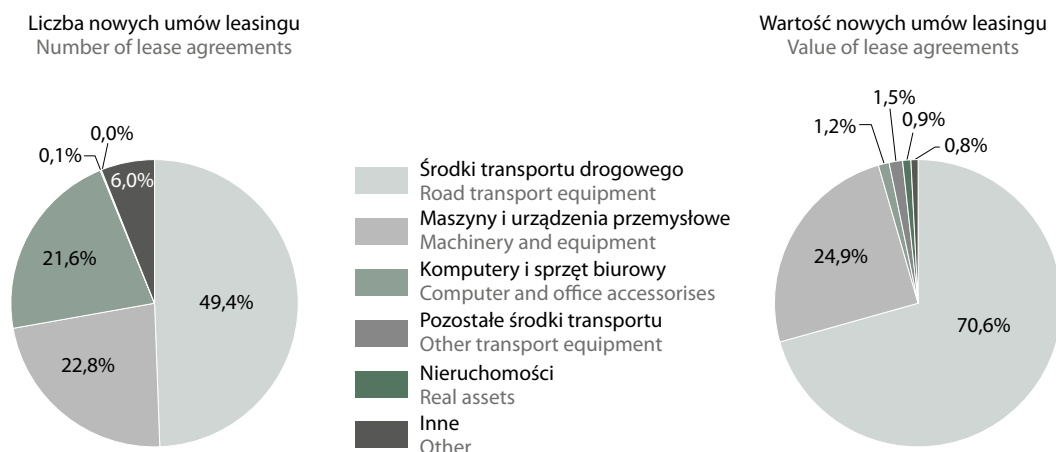 Liczba nowych umów leasingu
Number of lease agreements
0,0%
0,1%
6,0%
21,6%
49,4%
22,8%
Środki transportu drogowego
Road transport equipment
Maszyny i urządzenia przemysłowe
Machinery and equipment
Komputery i sprzęt biurowy
Computer and office accessorises
Pozostałe środki transportu
Other transport equipment
Nieruchomości
Real assets
Inne
Other
Wartość nowych umów leasingu
Value of lease agreements
1,5%
1,2%
0,9%
0,8%
24,9%
70,6%